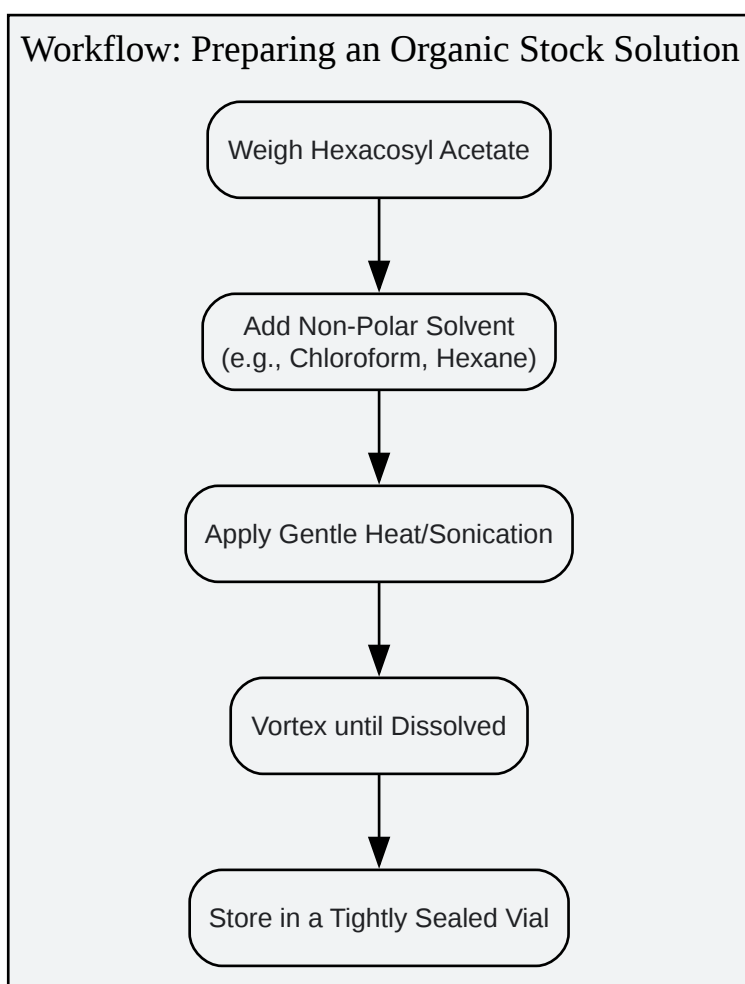 Workflow: Preparing an Organic Stock Solution
Weigh Hexacosyl Acetate
Add Non-Polar Solvent
(e.g., Chloroform, Hexane)
Apply Gentle Heat/Sonication
Vortex until Dissolved
Store in a Tightly Sealed Vial